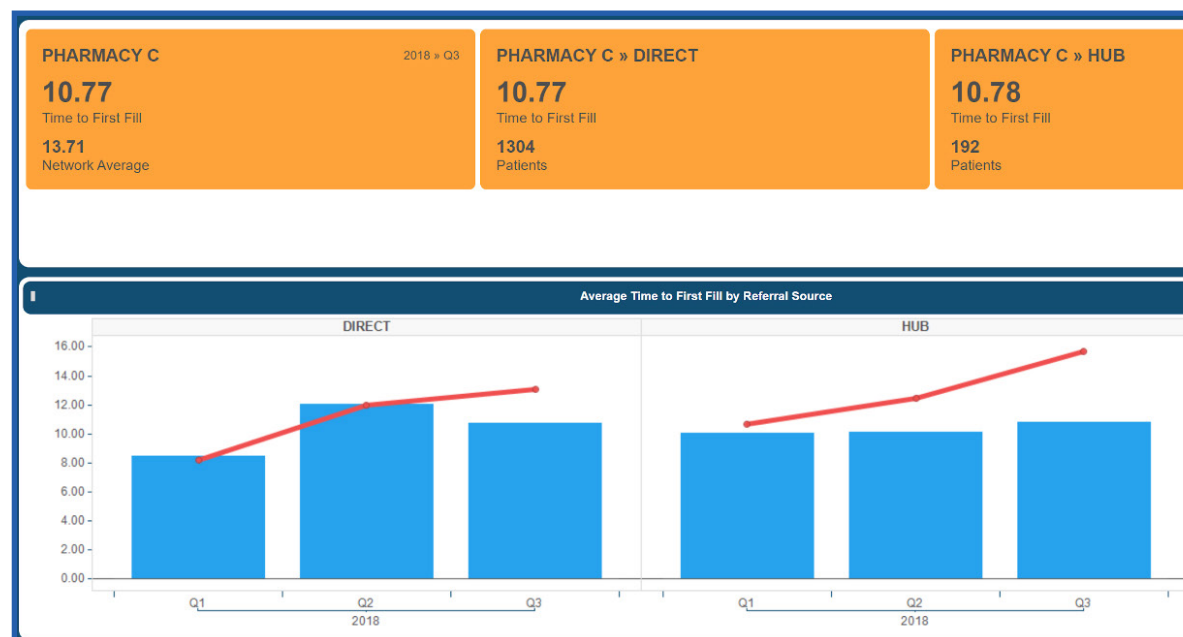 PHARMACY C
2018 » Q3
10.77
Time to First Fill
13.71
Network Average
PHARMACY C » DIRECT
10.77
Time to First Fill
1304
Patients
PHARMACY C » HUB
10.78
Time to First Fill
192
Patients
Average Time to First Fill by Referral Source
DIRECT
HUB
16.00
14.00
12.00
10.00
8.00
6.00
4.00
2.00
0.00
Q1 Q2 Q3
2018
Q1 Q2 Q3
2018